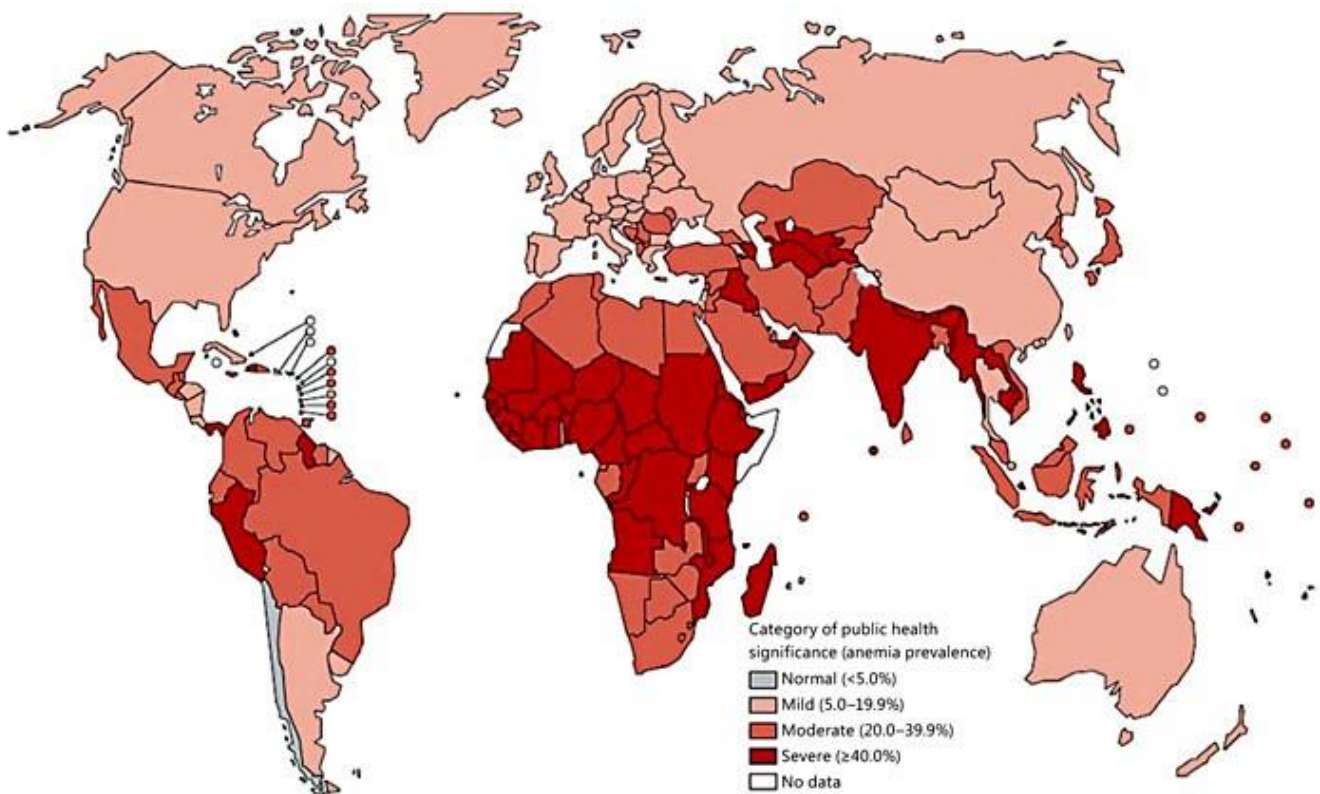 Category of public health
significance (anemia prevalence)
Normal (<5.0%)
Mild (5.0–19.9%)
Moderate (20.0–39.9%)
Severe (≥40.0%)
No data